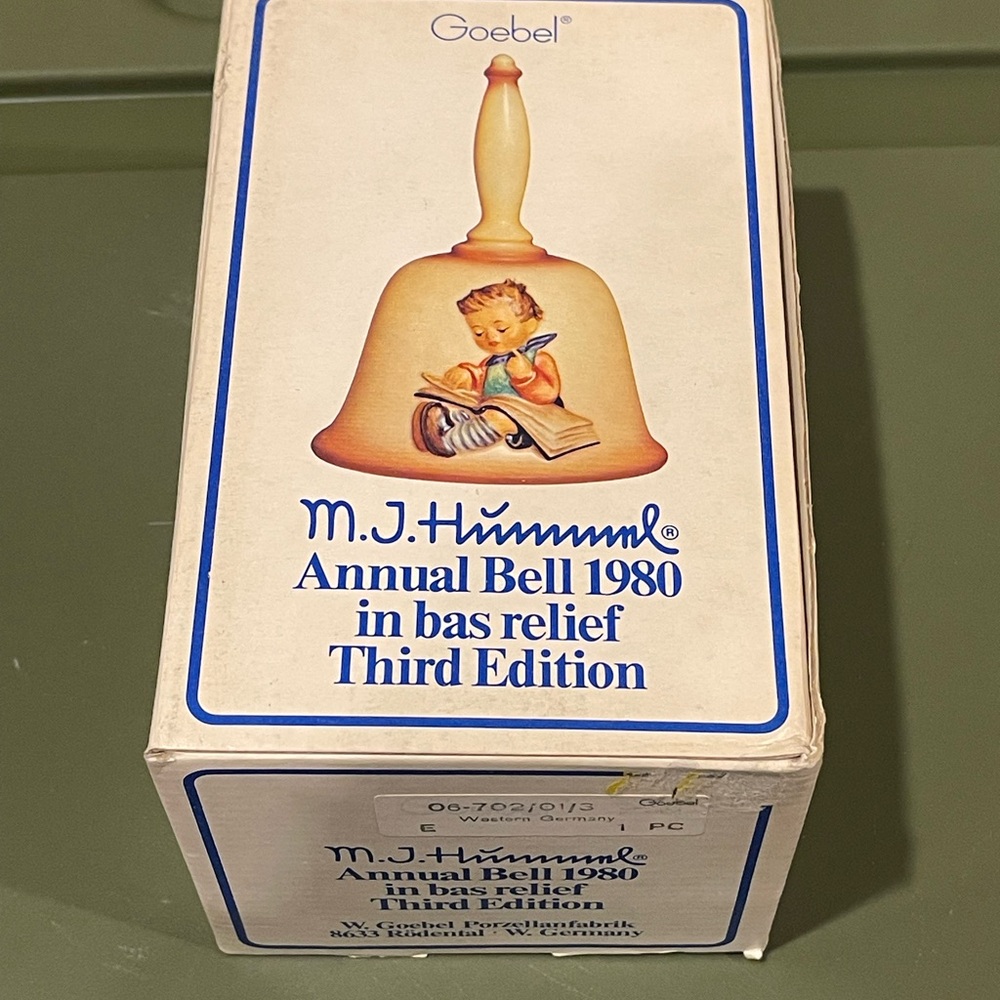 Goebel®
M.J.Hummel®
Annual Bell 1980
in bas relief
Third Edition
06-702/01/3 Goebel
Western Germany
E 1 PC
M.J.Hummel®
Annual Bell 1980
in bas relief
Third Edition
W. Goebel Porzellanfabrik
8633 Rödental · W. Germany